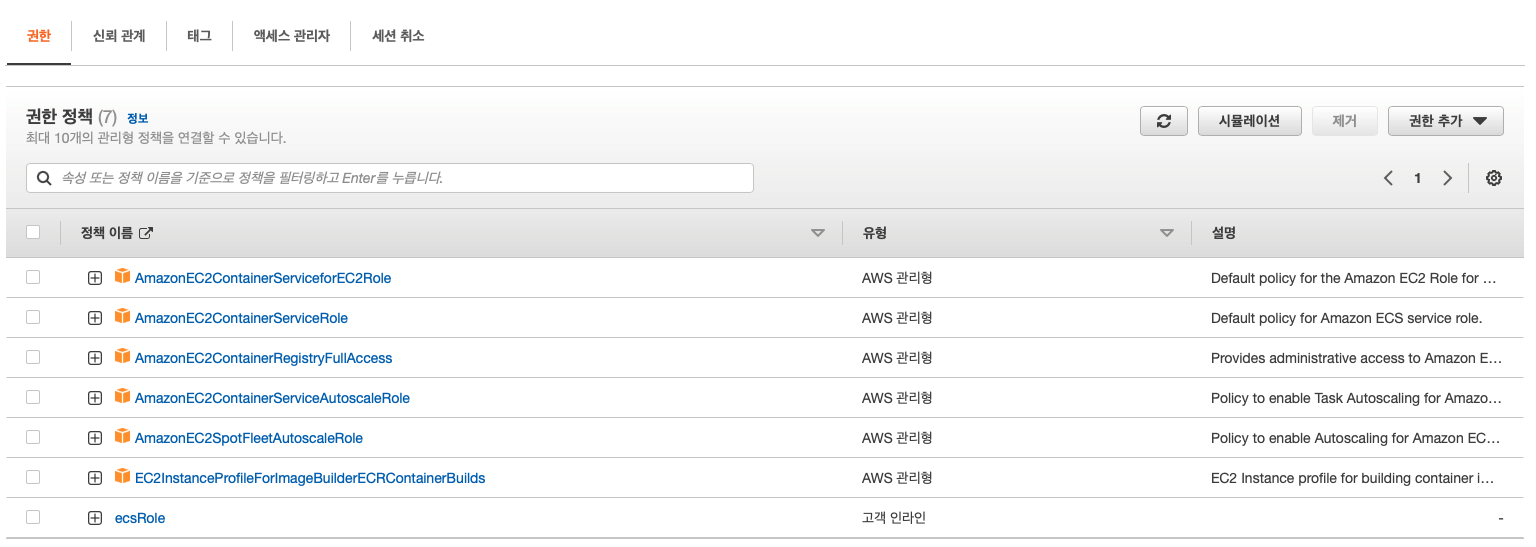 권한 신뢰 관계 태그 액세스 관리자 세션 취소
권한 정책 (7) 정보
최대 10개의 관리형 정책을 연결할 수 있습니다.
시뮬레이션 제거 권한 추가
속성 또는 정책 이름을 기준으로 정책을 필터링하고 Enter를 누릅니다.
1
정책 이름 유형 설명
AmazonEC2ContainerServiceforEC2Role AWS 관리형 Default policy for the Amazon EC2 Role for ...
AmazonEC2ContainerServiceRole AWS 관리형 Default policy for Amazon ECS service role.
AmazonEC2ContainerRegistryFullAccess AWS 관리형 Provides administrative access to Amazon E...
AmazonEC2ContainerServiceAutoscaleRole AWS 관리형 Policy to enable Task Autoscaling for Amazo...
AmazonEC2SpotFleetAutoscaleRole AWS 관리형 Policy to enable Autoscaling for Amazon EC...
EC2InstanceProfileForImageBuilderECRContainerBuilds AWS 관리형 EC2 Instance profile for building container i...
ecsRole 고객 인라인 -